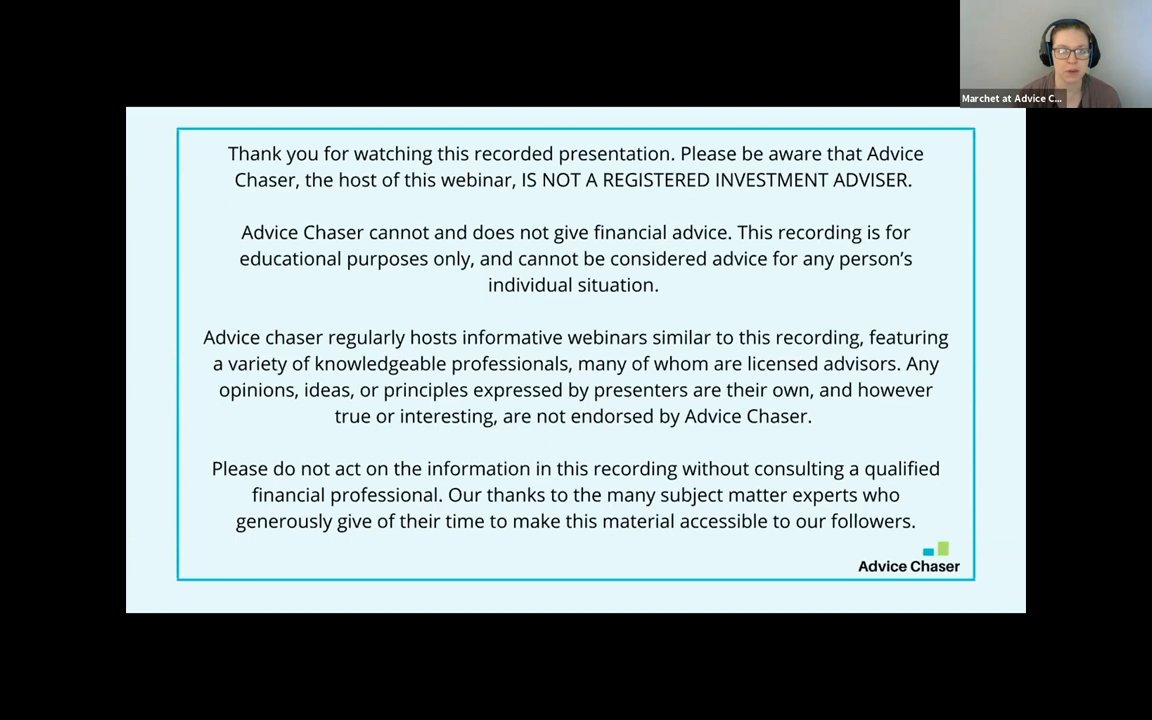 Marchet at Advice C...
Thank you for watching this recorded presentation. Please be aware that Advice
Chaser, the host of this webinar, IS NOT A REGISTERED INVESTMENT ADVISER.
Advice Chaser cannot and does not give financial advice. This recording is for
educational purposes only, and cannot be considered advice for any person’s
individual situation.
Advice chaser regularly hosts informative webinars similar to this recording, featuring
a variety of knowledgeable professionals, many of whom are licensed advisors. Any
opinions, ideas, or principles expressed by presenters are their own, and however
true or interesting, are not endorsed by Advice Chaser.
Please do not act on the information in this recording without consulting a qualified
financial professional. Our thanks to the many subject matter experts who
generously give of their time to make this material accessible to our followers.
Advice Chaser